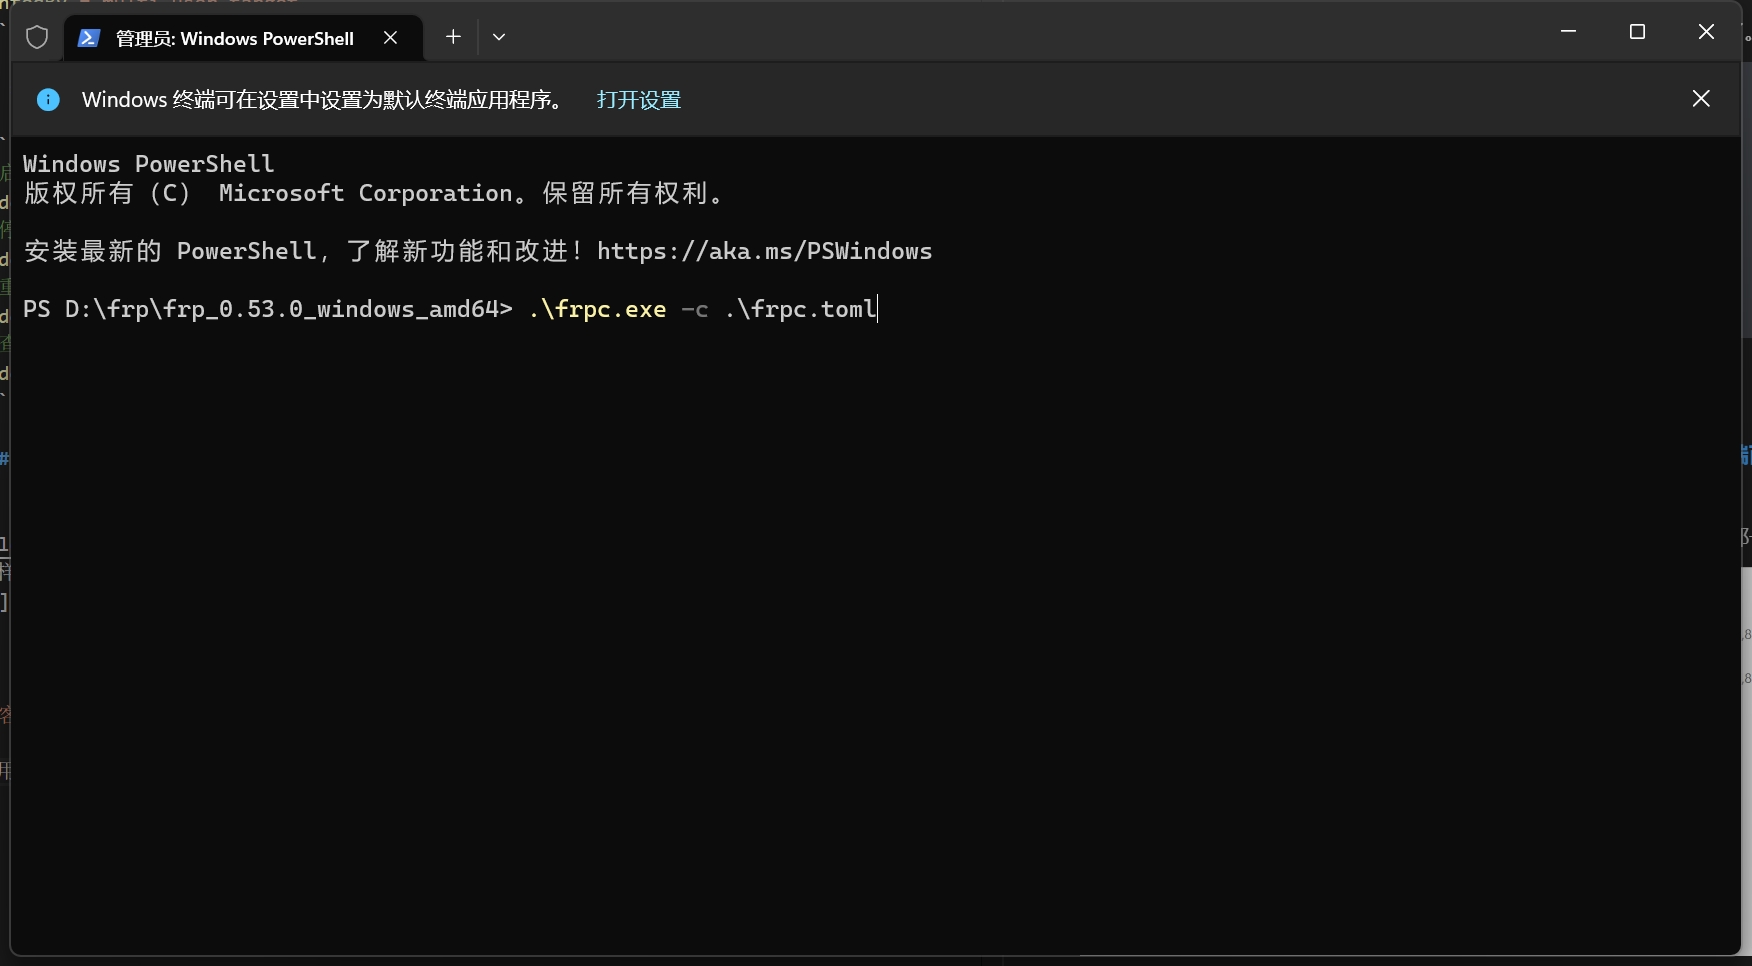 管理员: Windows PowerShell
Windows 终端可在设置中设置为默认终端应用程序。 打开设置
Windows PowerShell
版权所有（C） Microsoft Corporation。保留所有权利。
安装最新的 PowerShell，了解新功能和改进！https://aka.ms/PSWindows
PS D:\frp\frp_0.53.0_windows_amd64> .\frpc.exe -c .\frpc.toml